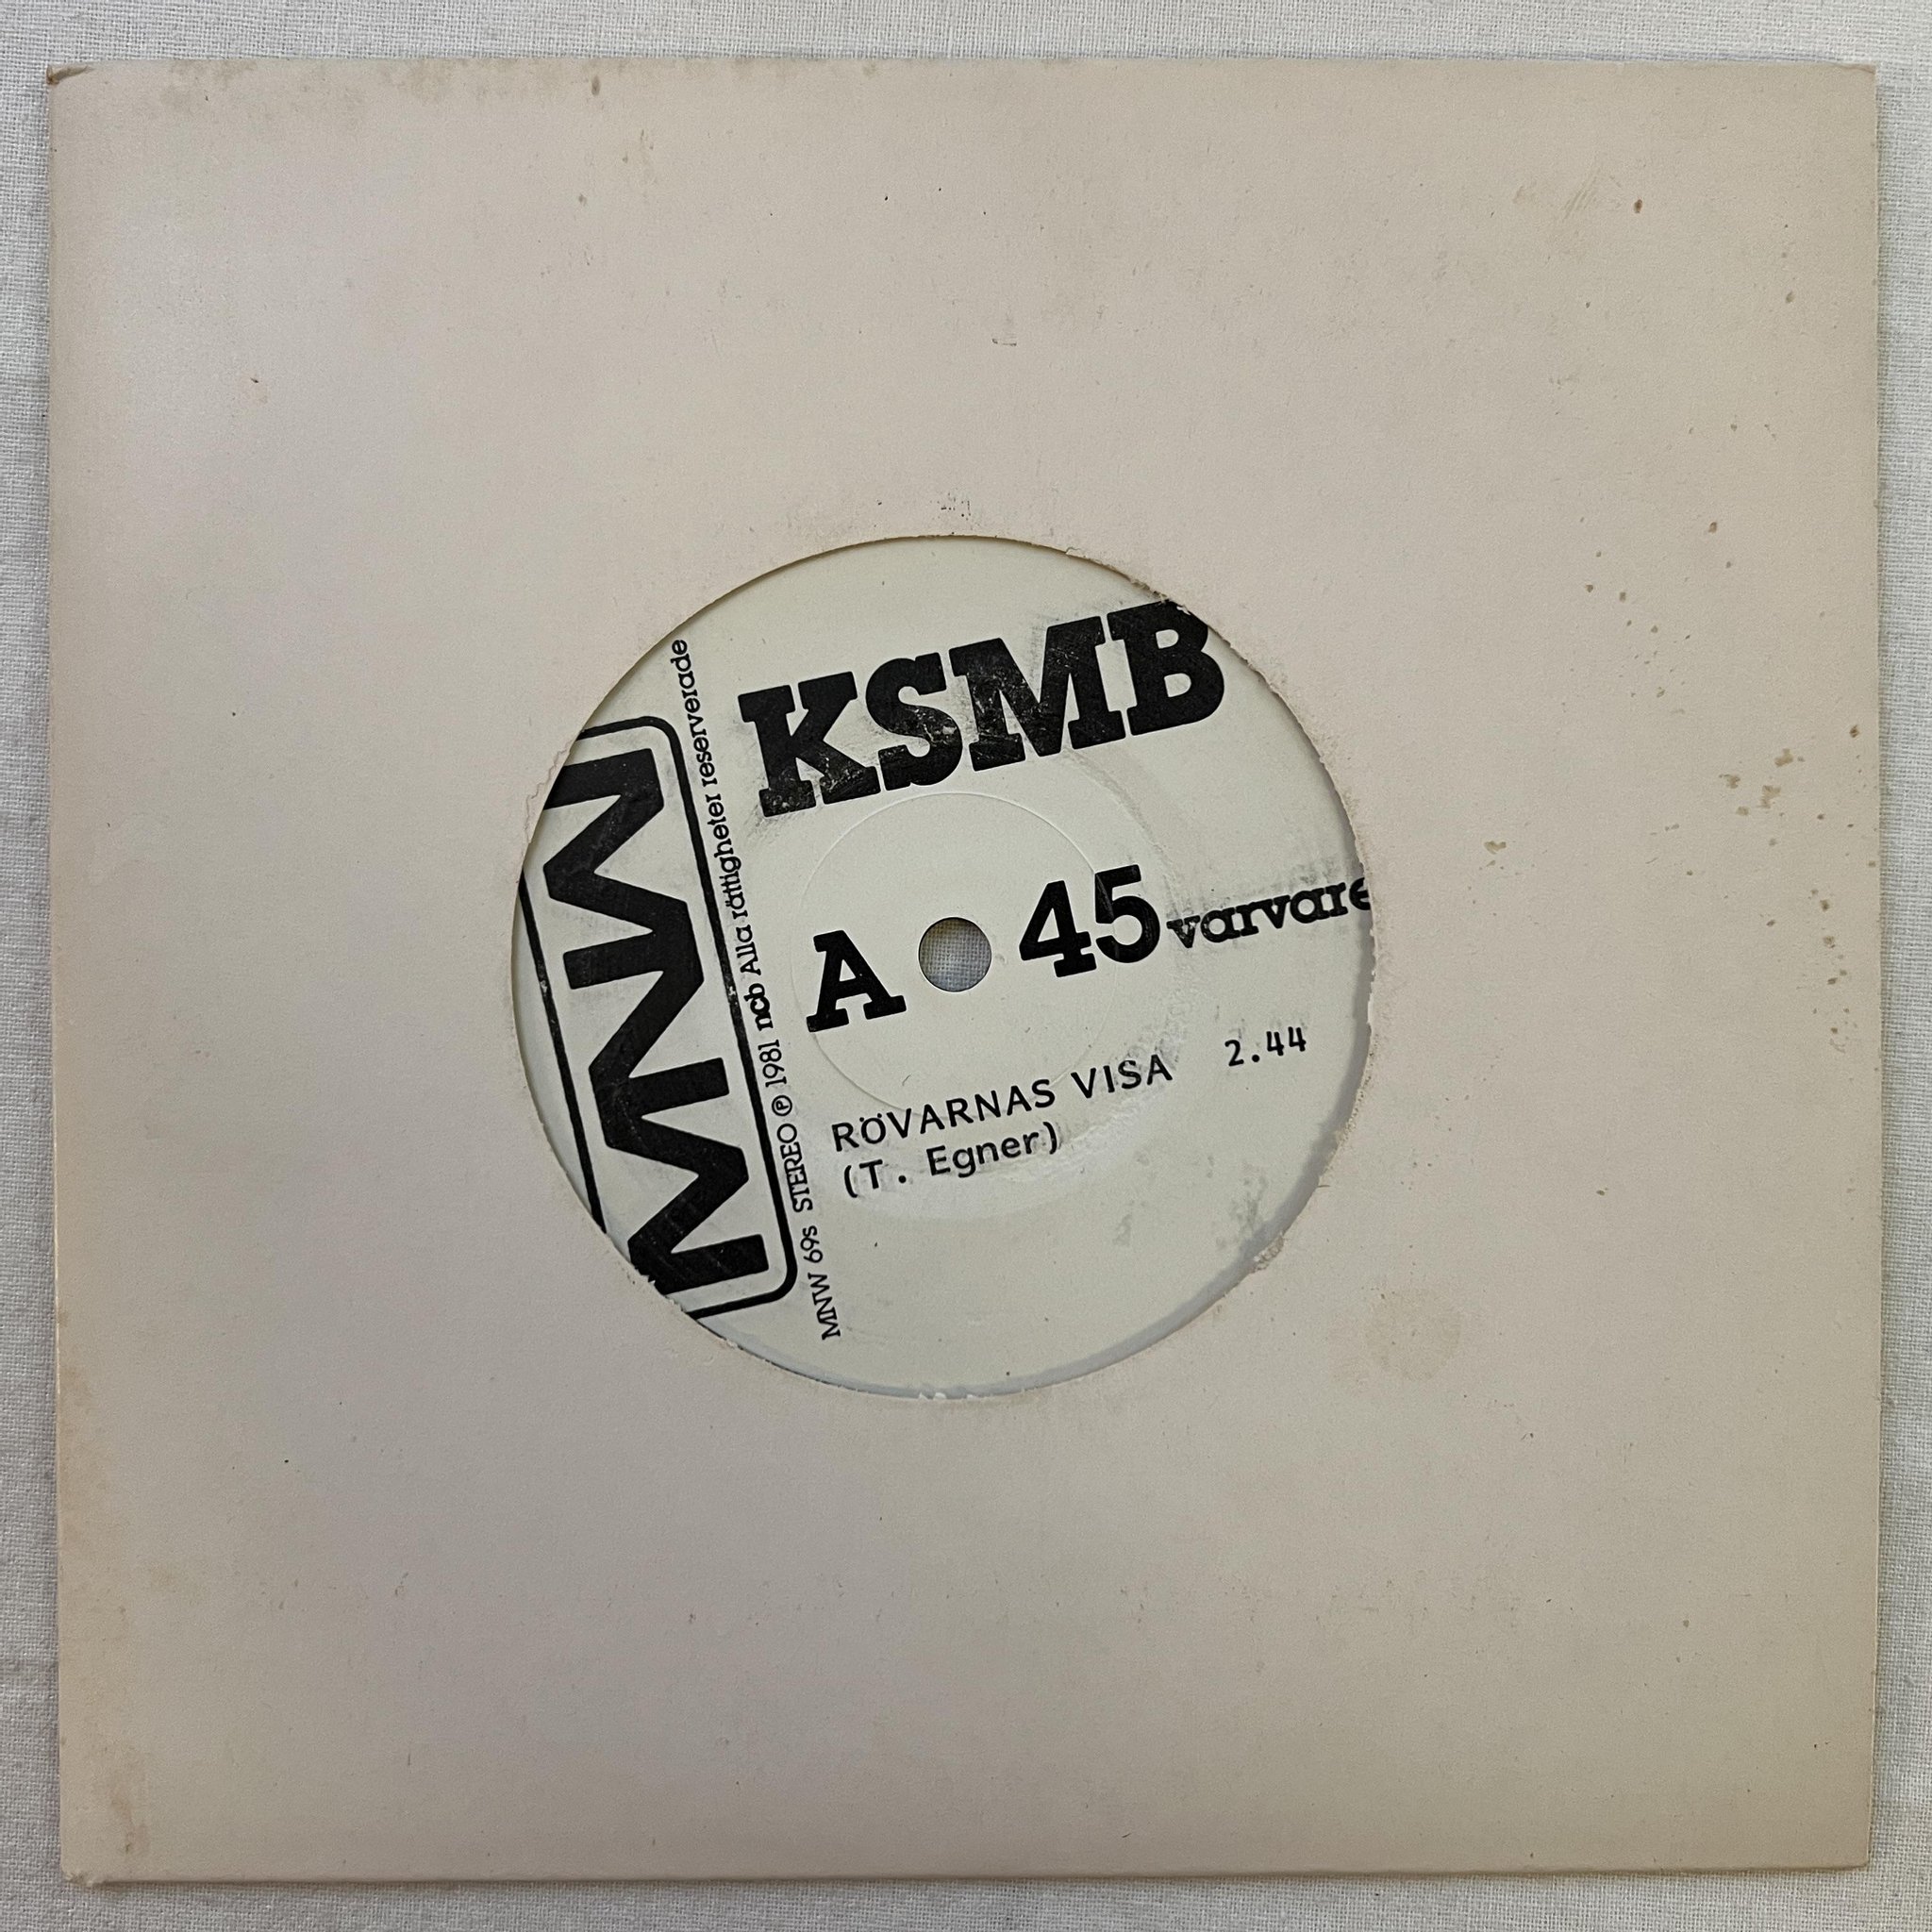 KSMB
A 45 varvare
RÖVARNAS VISA 2.44
(T. Egner)
MNW
MNW 69s STEREO ℗ 1981 ncb Alla rättigheter reserverade